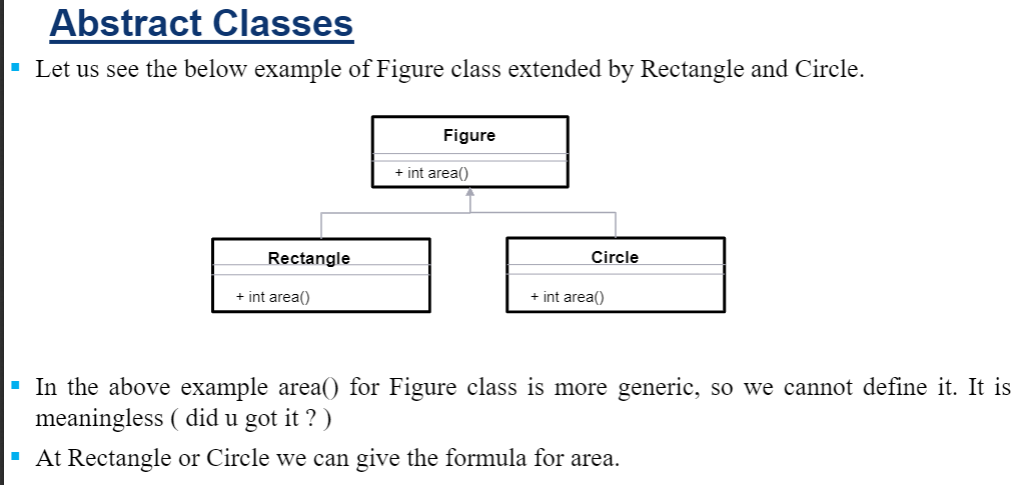 Abstract Classes
Let us see the below example of Figure class extended by Rectangle and Circle.
Figure
+ int area()
Rectangle
+ int area()
Circle
+ int area()
In the above example area() for Figure class is more generic, so we cannot define it. It is
meaningless ( did u got it ? )
At Rectangle or Circle we can give the formula for area.